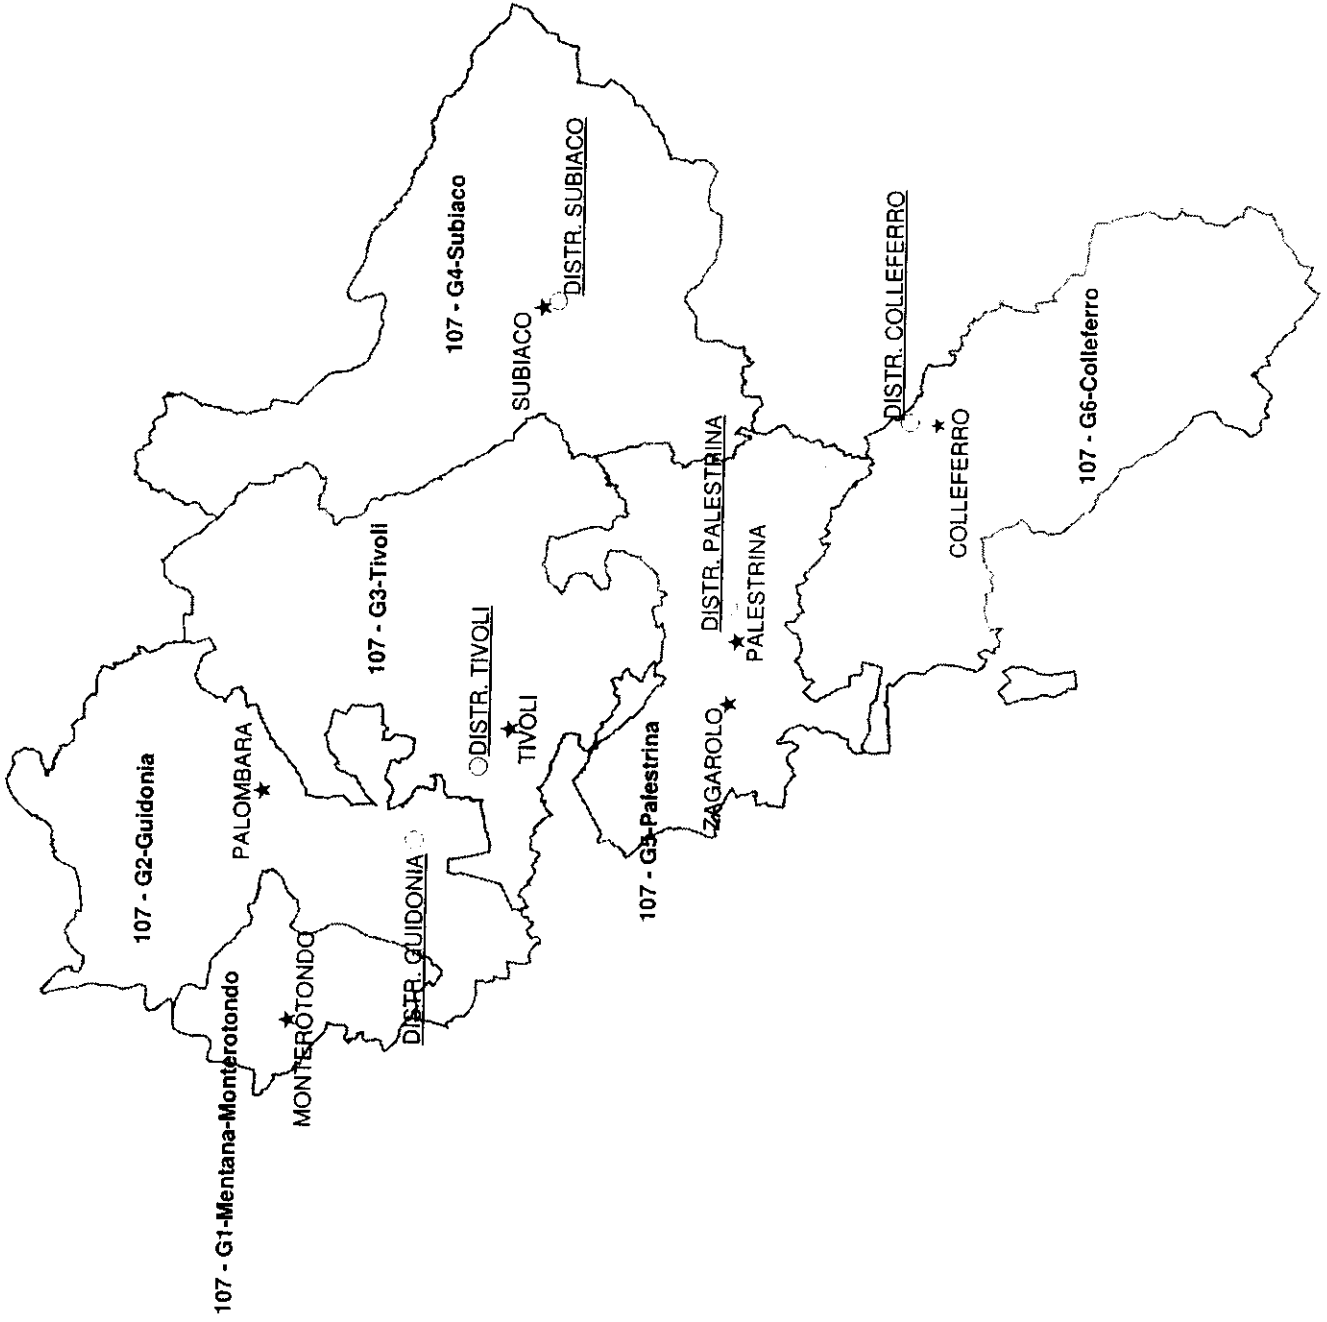 107 - G1-Mentana-Monterotondo
MONTEROTONDO
107 - G2-Guidonia
PALOMBARA
DISTR. GUIDONIA
107 - G3-Tivoli
DISTR. TIVOLI
TIVOLI
107 - G4-Subiaco
SUBIACO
DISTR. SUBIACO
107 - G5-Palestrina
ZAGAROLO
DISTR. PALESTRINA
PALESTRINA
DISTR. COLLEFERRO
COLLEFERRO
107 - G6-Colleferro